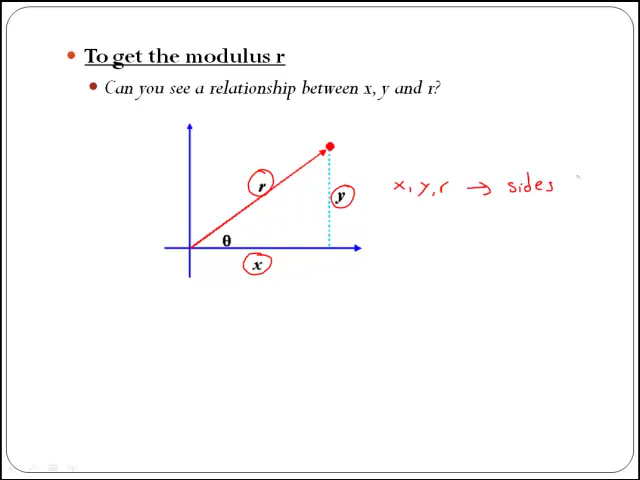 To get the modulus r
Can you see a relationship between x, y and r?
r
y
x, y, r → sides
θ
x